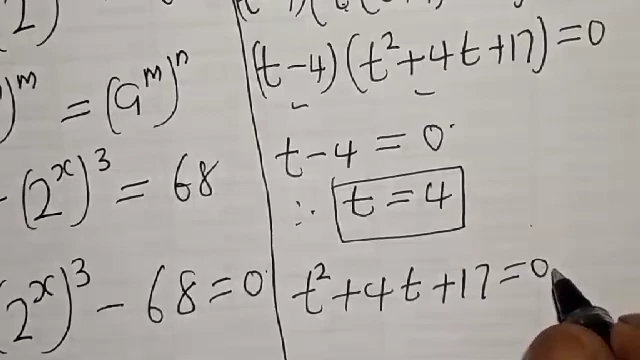 2)
)^m = (a^m)^n
- (2^x)^3 = 68
(2^x)^3 - 68 = 0
(t-4)(t^2+4t+17) = 0
t-4 = 0
∴ t = 4
t^2+4t+17=0